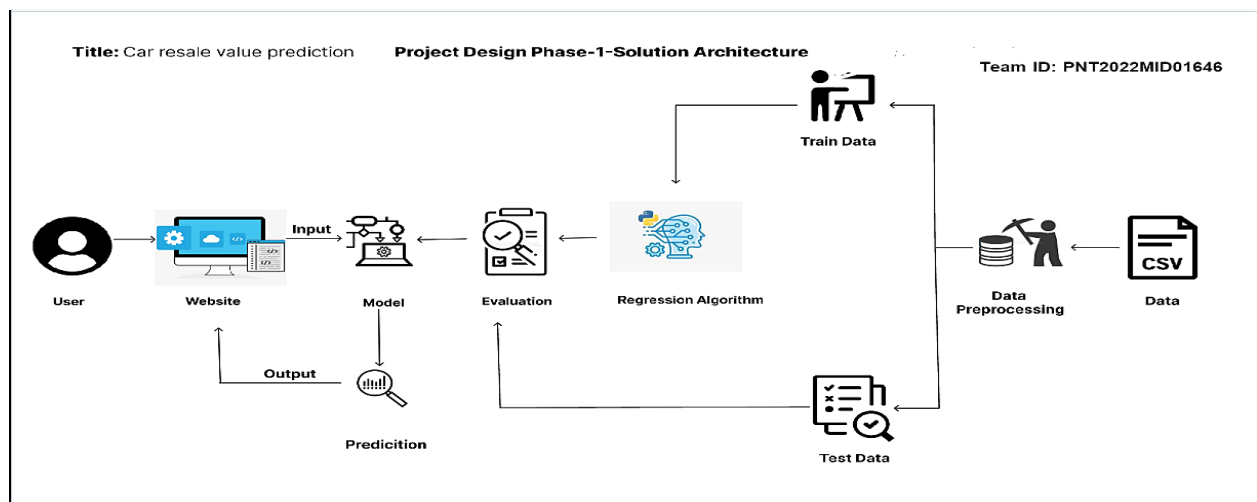 Title: Car resale value prediction
Project Design Phase-1-Solution Architecture
Team ID: PNT2022MID01646
Train Data
Input
CSV
User
Website
Model
Evaluation
Regression Algorithm
Data
Preprocessing
Data
Output
Predicition
Test Data